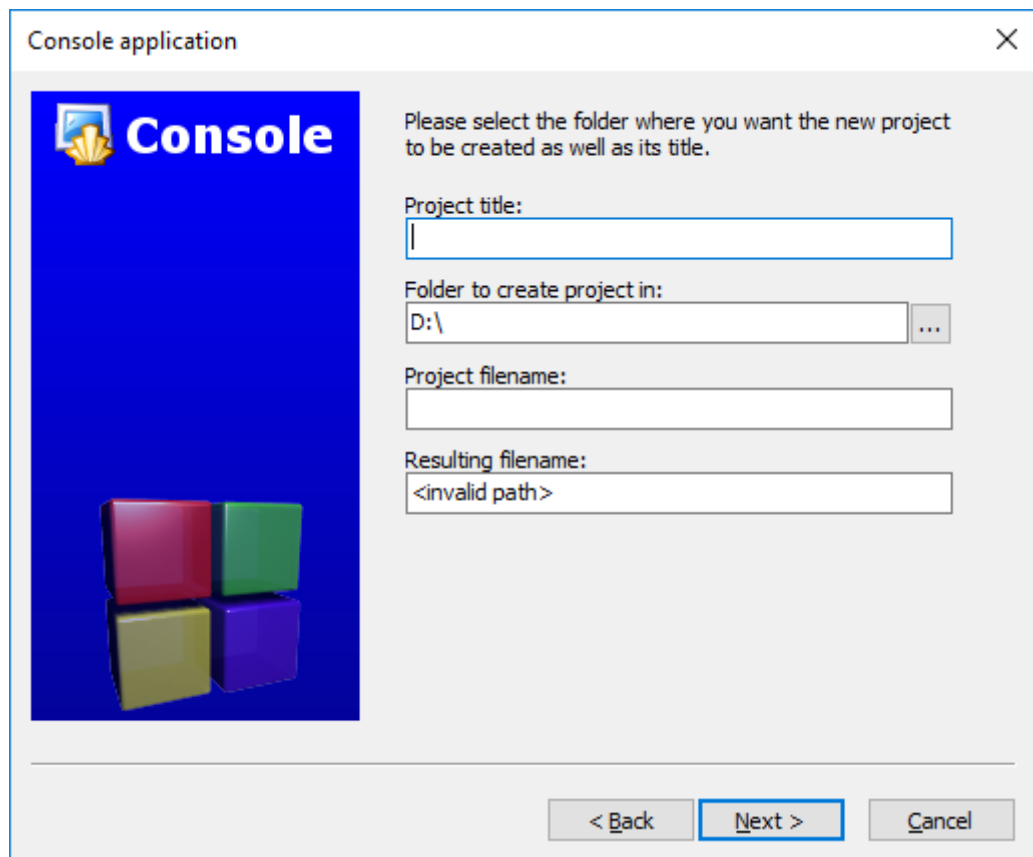 Console application
Console
Please select the folder where you want the new project
to be created as well as its title.
Project title:
Folder to create project in:
D:\
...
Project filename:
Resulting filename:
<invalid path>
< Back
Next >
Cancel